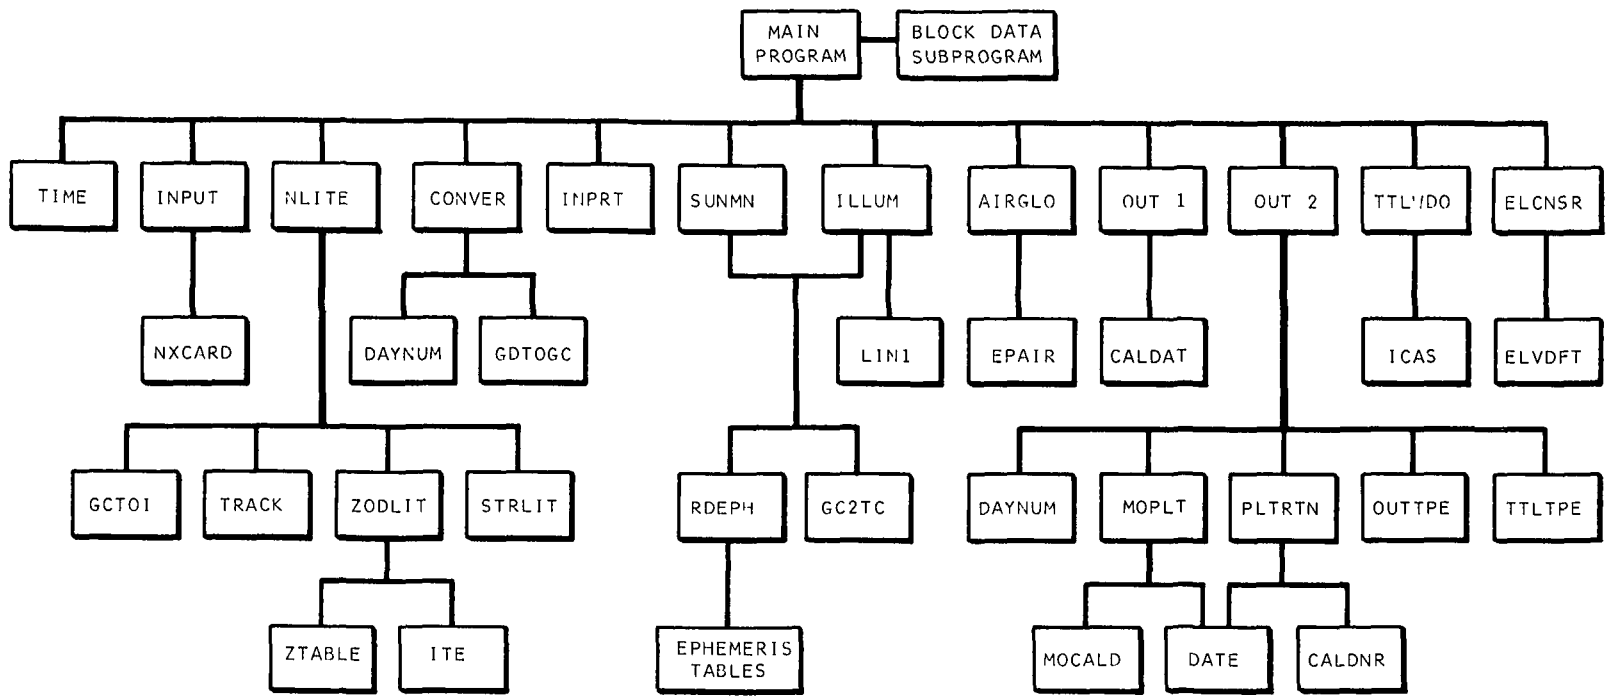 MAIN
PROGRAM
BLOCK DATA
SUBPROGRAM
TIME
INPUT
NLITE
CONVER
INPRT
SUNMN
ILLUM
AIRGLO
OUT 1
OUT 2
ELCNSR
NXCARD
DAYNUM
GDTOGC
LIN1
EPAIR
CALDAT
ICAS
ELVDFT
GCTOI
TRACK
ZODLIT
STRLIT
RDEPH
GC2TC
DAYNUM
MOPLT
PLTRTN
OUTTPE
TTLTPE
ZTABLE
ITE
EPHEMERIS
TABLES
MOCALD
DATE
CALDNR